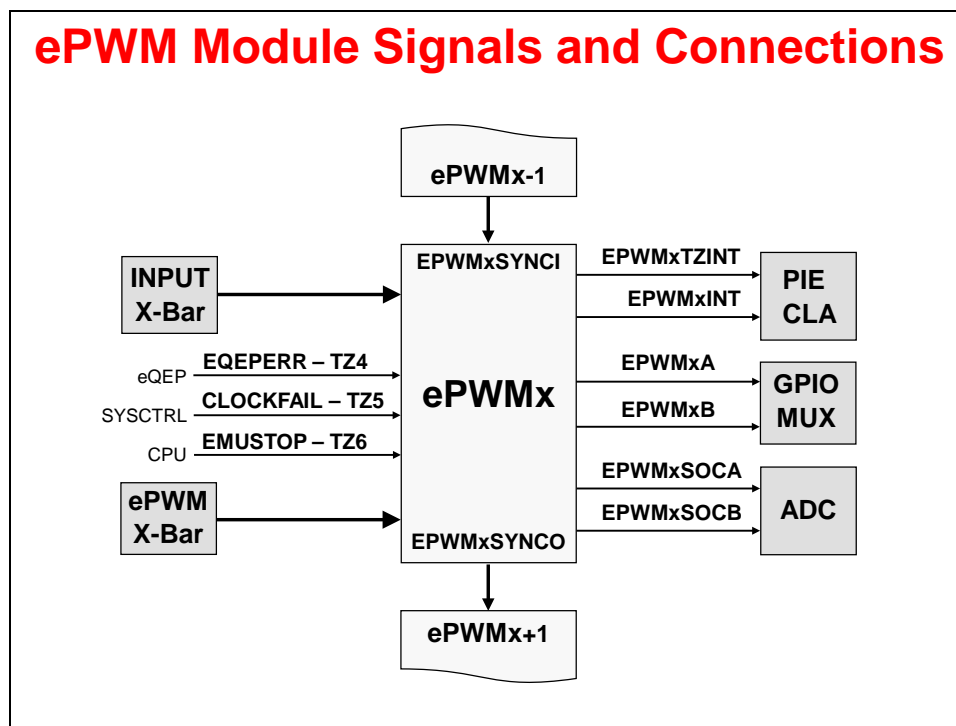 ePWM Module Signals and Connections
ePWMx-1
EPWMxSYNCI
INPUT
X-Bar
eQEP
EQEPERR – TZ4
SYSCTRL
CLOCKFAIL – TZ5
CPU
EMUSTOP – TZ6
ePWM
X-Bar
ePWMx
EPWMxSYNCO
EPWMxTZINT
EPWMxINT
PIE
CLA
EPWMxA
EPWMxB
GPIO
MUX
EPWMxSOCA
EPWMxSOCB
ADC
ePWMx+1